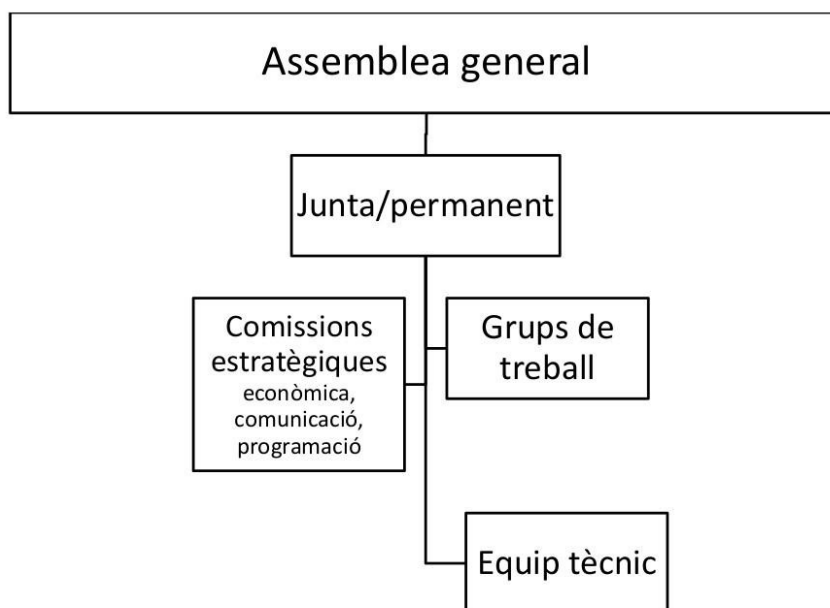 Assemblea general
Junta/permanent
Comissions
estratègiques
econòmica,
comunicació,
programació
Grups de
treball
Equip tècnic